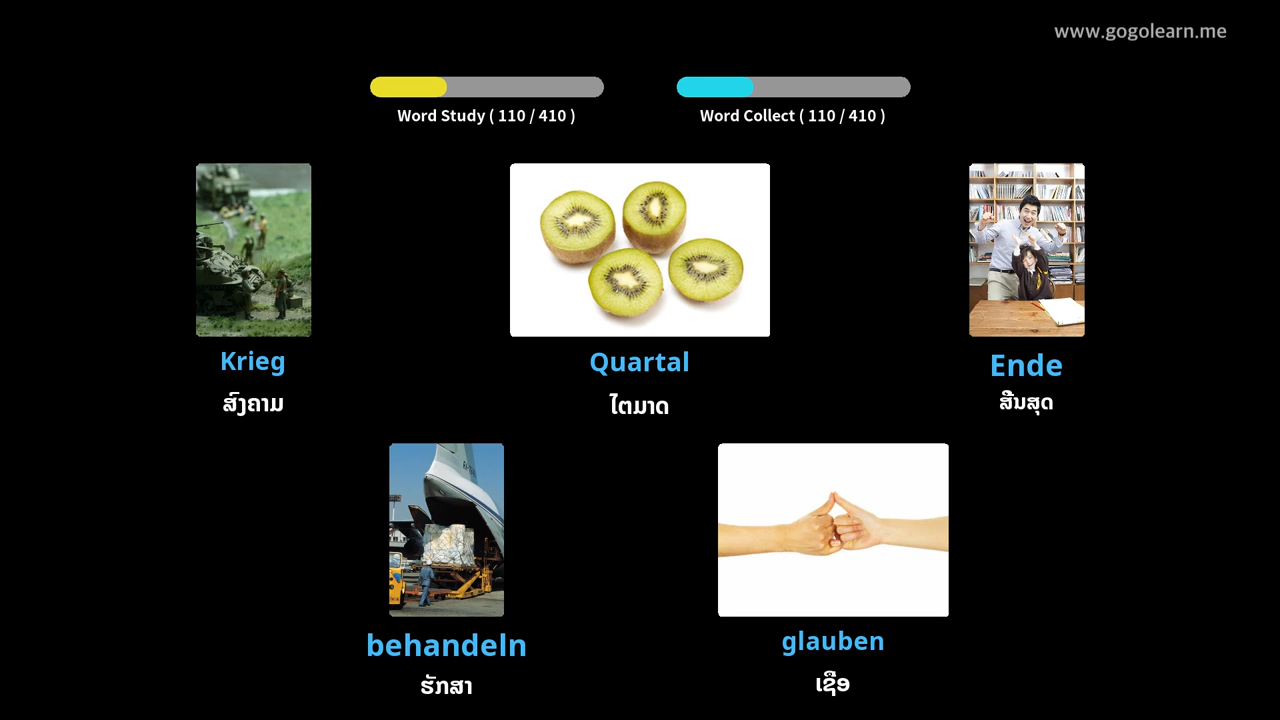 www.gogolearn.me
Word Study ( 110 / 410 )
Word Collect ( 110 / 410 )
Krieg
ສົງຄາມ
Quartal
ໄຕມາດ
Ende
ສິ້ນສຸດ
behandeln
ຮັກສາ
glauben
ເຊື່ອ